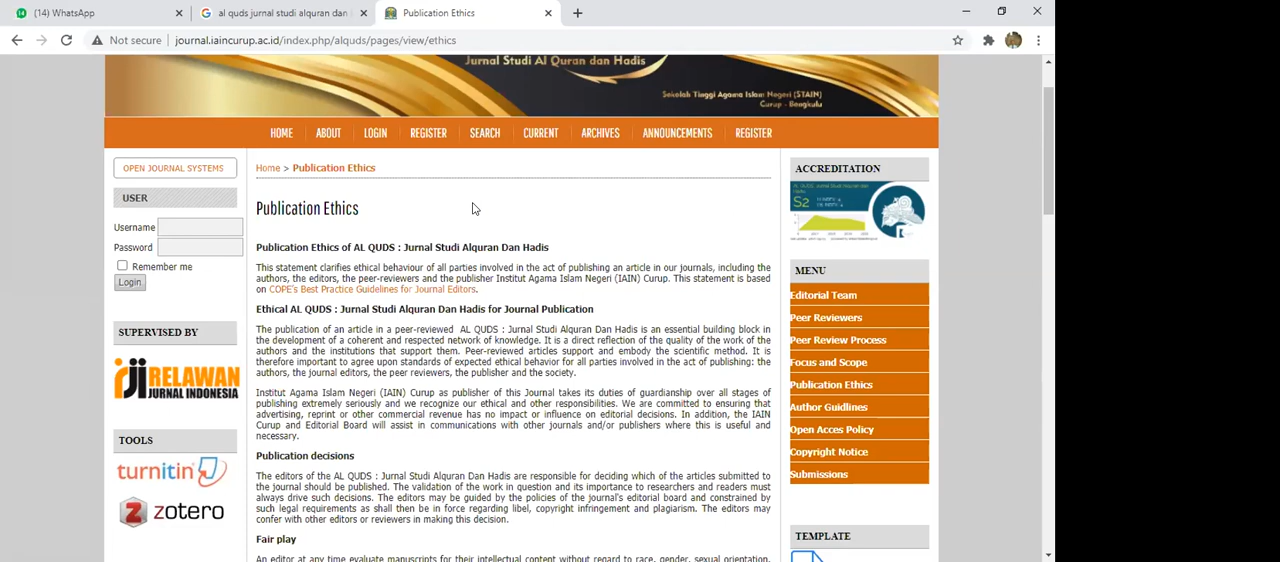 (14) WhatsApp
al quds jurnal studi alquran dan
Publication Ethics
Not secure
journal.iaincurup.ac.id/index.php/alquds/pages/view/ethics
Jurnal Studi Al Quran dan Hadis
Sekolah Tinggi Agama Islam Negeri (STAIN)
Curup - Bengkulu
HOME
ABOUT
LOGIN
REGISTER
SEARCH
CURRENT
ARCHIVES
ANNOUNCEMENTS
REGISTER
OPEN JOURNAL SYSTEMS
USER
Username
Password
Remember me
Login
SUPERVISED BY
RELAWAN
JURNAL INDONESIA
TOOLS
turnitin
zotero
Home > Publication Ethics
Publication Ethics
Publication Ethics of AL QUDS : Jurnal Studi Alquran Dan Hadis
This statement clarifies ethical behaviour of all parties involved in the act of publishing an article in our journals, including the
authors, the editors, the peer-reviewers and the publisher Institut Agama Islam Negeri (IAIN) Curup. This statement is based
on COPE's Best Practice Guidelines for Journal Editors.
Ethical AL QUDS : Jurnal Studi Alquran Dan Hadis for Journal Publication
The publication of an article in a peer-reviewed AL QUDS : Jurnal Studi Alquran Dan Hadis is an essential building block in
the development of a coherent and respected network of knowledge. It is a direct reflection of the quality of the work of the
authors and the institutions that support them. Peer-reviewed articles support and embody the scientific method. It is
therefore important to agree upon standards of expected ethical behavior for all parties involved in the act of publishing: the
authors, the journal editors, the peer reviewers, the publisher and the society.
Institut Agama Islam Negeri (IAIN) Curup as publisher of this Journal takes its duties of guardianship over all stages of
publishing extremely seriously and we recognize our ethical and other responsibilities. We are committed to ensuring that
advertising, reprint or other commercial revenue has no impact or influence on editorial decisions. In addition, the IAIN
Curup and Editorial Board will assist in communications with other journals and/or publishers where this is useful and
necessary.
Publication decisions
The editors of the AL QUDS : Jurnal Studi Alquran Dan Hadis are responsible for deciding which of the articles submitted to
the journal should be published. The validation of the work in question and its importance to researchers and readers must
always drive such decisions. The editors may be guided by the policies of the journal's editorial board and constrained by
such legal requirements as shall then be in force regarding libel, copyright infringement and plagiarism. The editors may
confer with other editors or reviewers in making this decision.
Fair play
An editor at any time evaluate manuscripts for their intellectual content without regard to race, gender, sexual orientation,
ACCREDITATION
S2
MENU
Editorial Team
Peer Reviewers
Peer Review Process
Focus and Scope
Publication Ethics
Author Guidlines
Open Acces Policy
Copyright Notice
Submissions
TEMPLATE